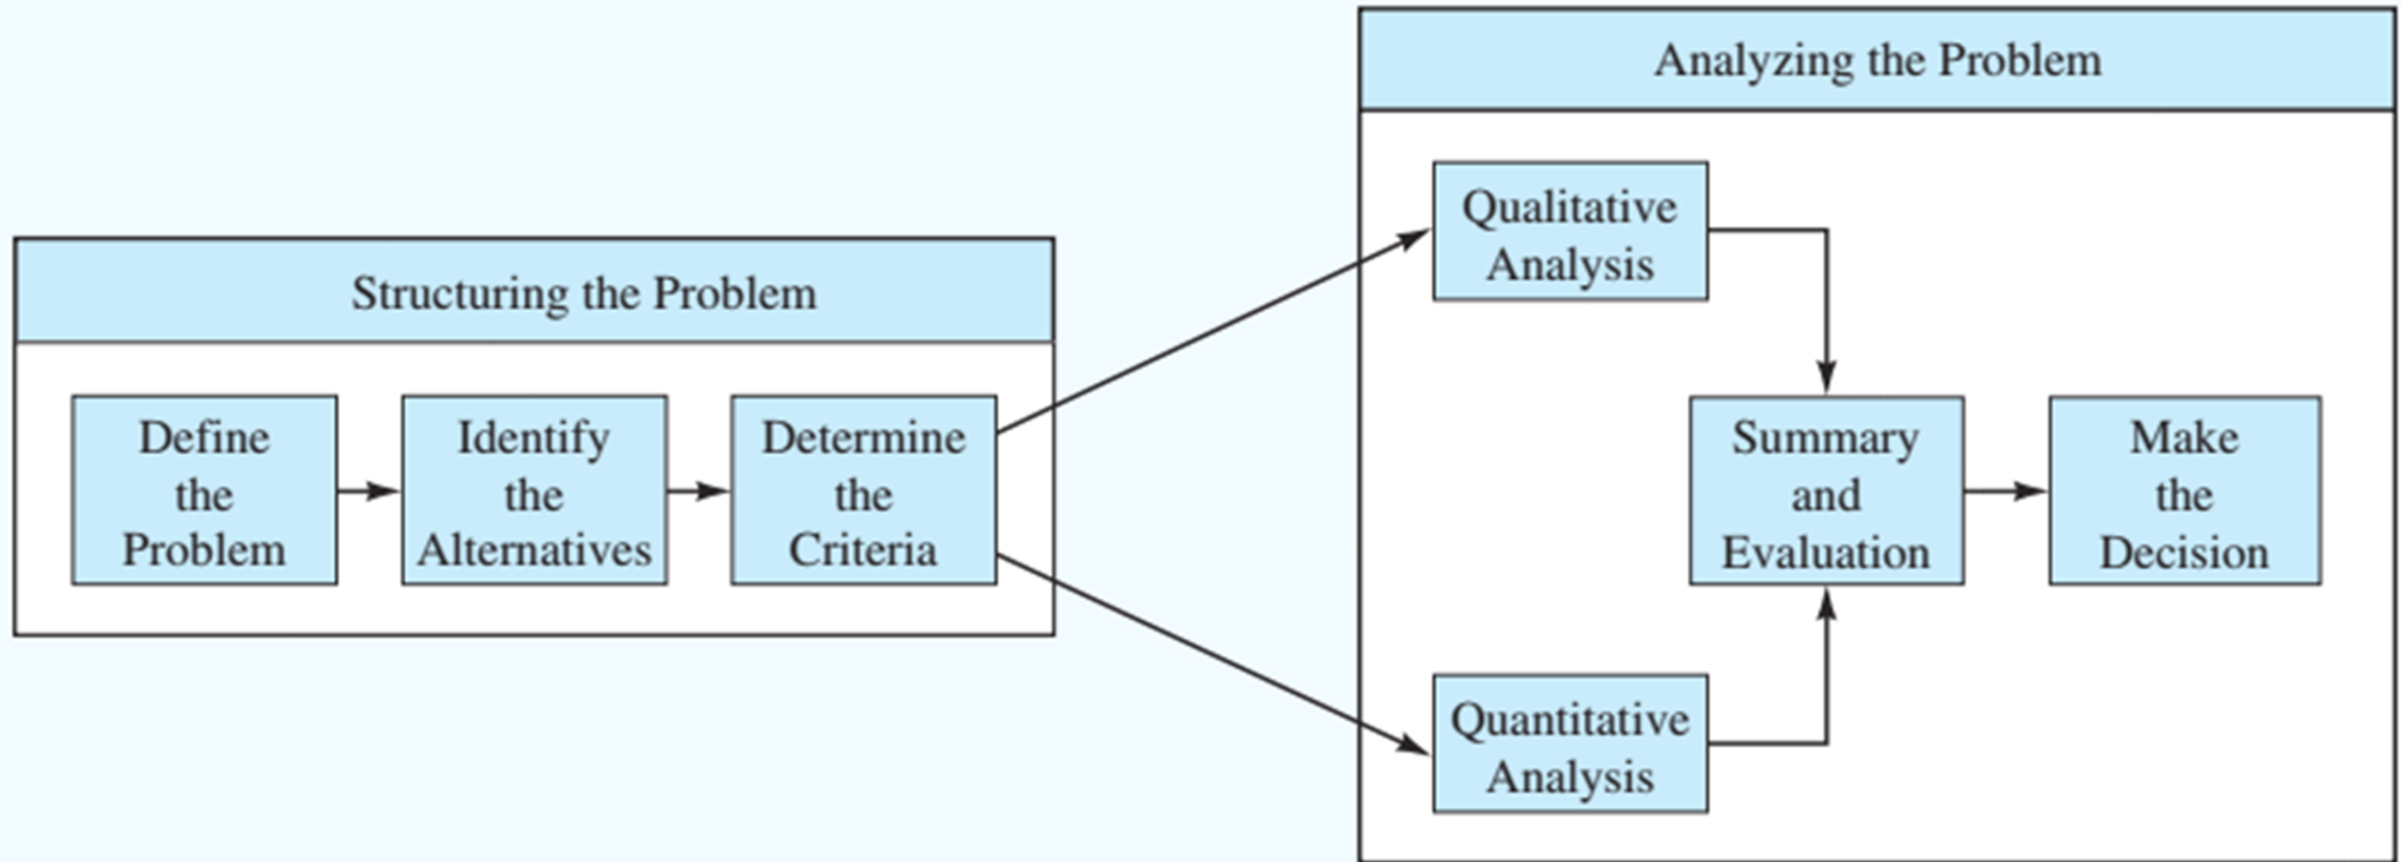 Structuring the Problem
Define
the
Problem
Identify
the
Alternatives
Determine
the
Criteria
Analyzing the Problem
Qualitative
Analysis
Quantitative
Analysis
Summary
and
Evaluation
Make
the
Decision